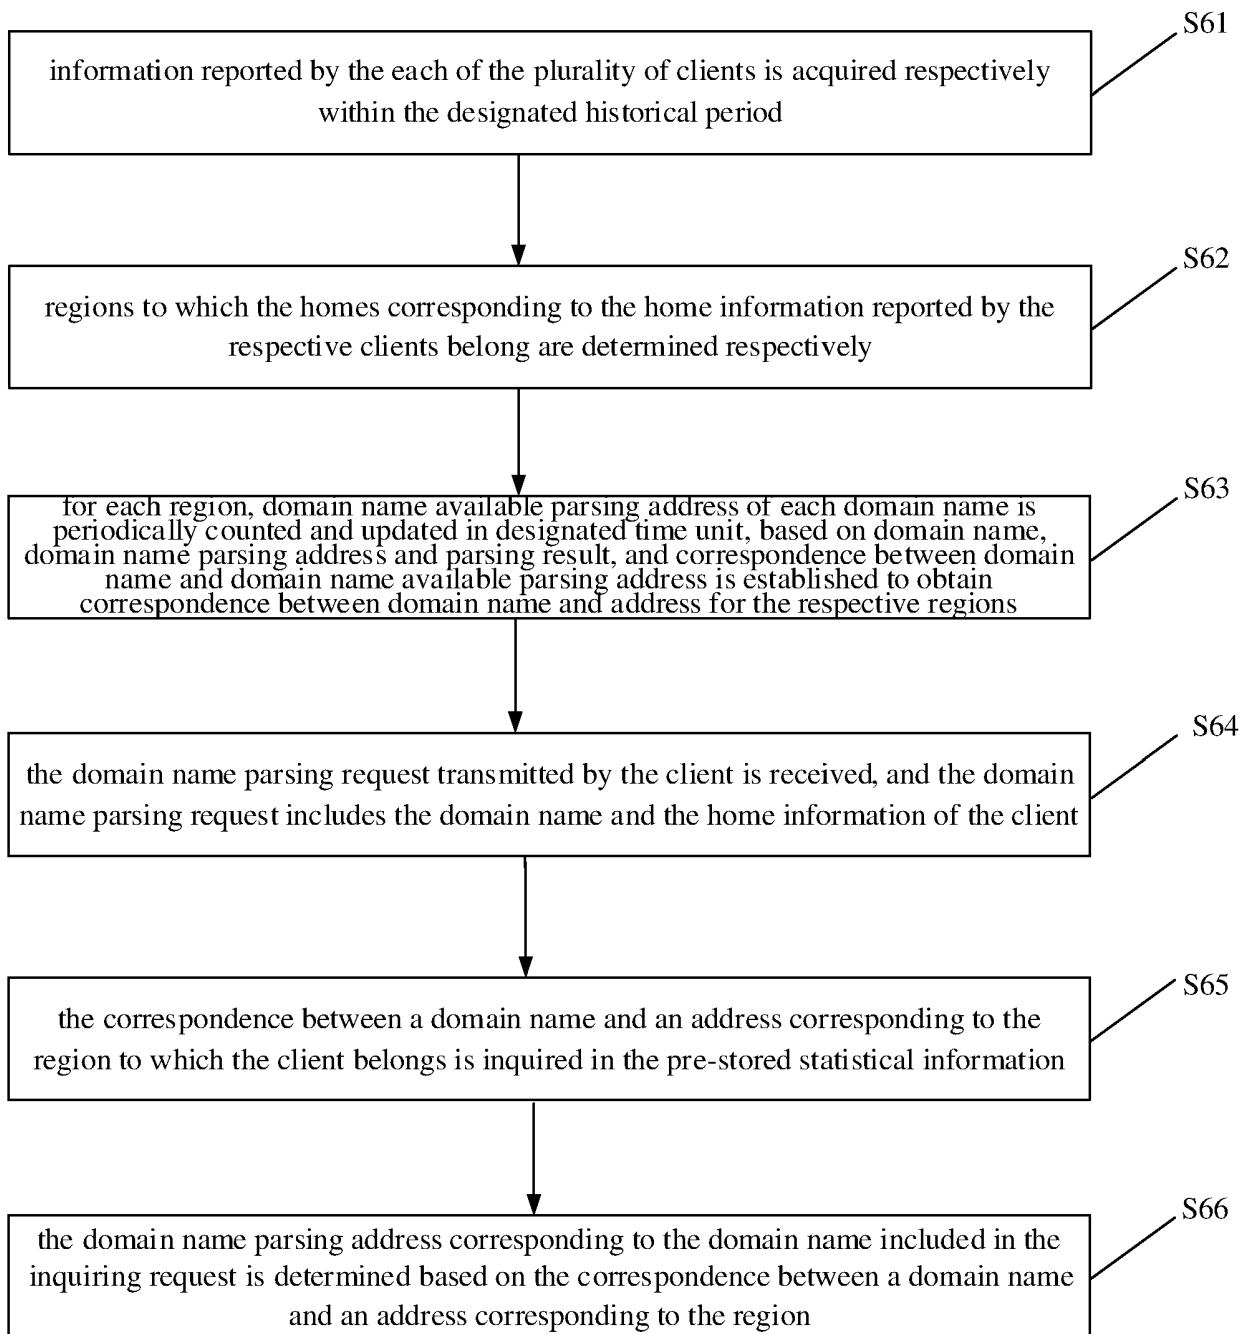 S61
information reported by the each of the plurality of clients is acquired respectively
within the designated historical period
S62
regions to which the homes corresponding to the home information reported by the
respective clients belong are determined respectively
S63
for each region, domain name available parsing address of each domain name is
periodically counted and updated in designated time unit, based on domain name,
domain name parsing address and parsing result, and correspondence between domain
name and domain name available parsing address is established to obtain
correspondence between domain name and address for the respective regions
S64
the domain name parsing request transmitted by the client is received, and the domain
name parsing request includes the domain name and the home information of the client
S65
the correspondence between a domain name and an address corresponding to the
region to which the client belongs is inquired in the pre-stored statistical information
S66
the domain name parsing address corresponding to the domain name included in the
inquiring request is determined based on the correspondence between a domain name
and an address corresponding to the region